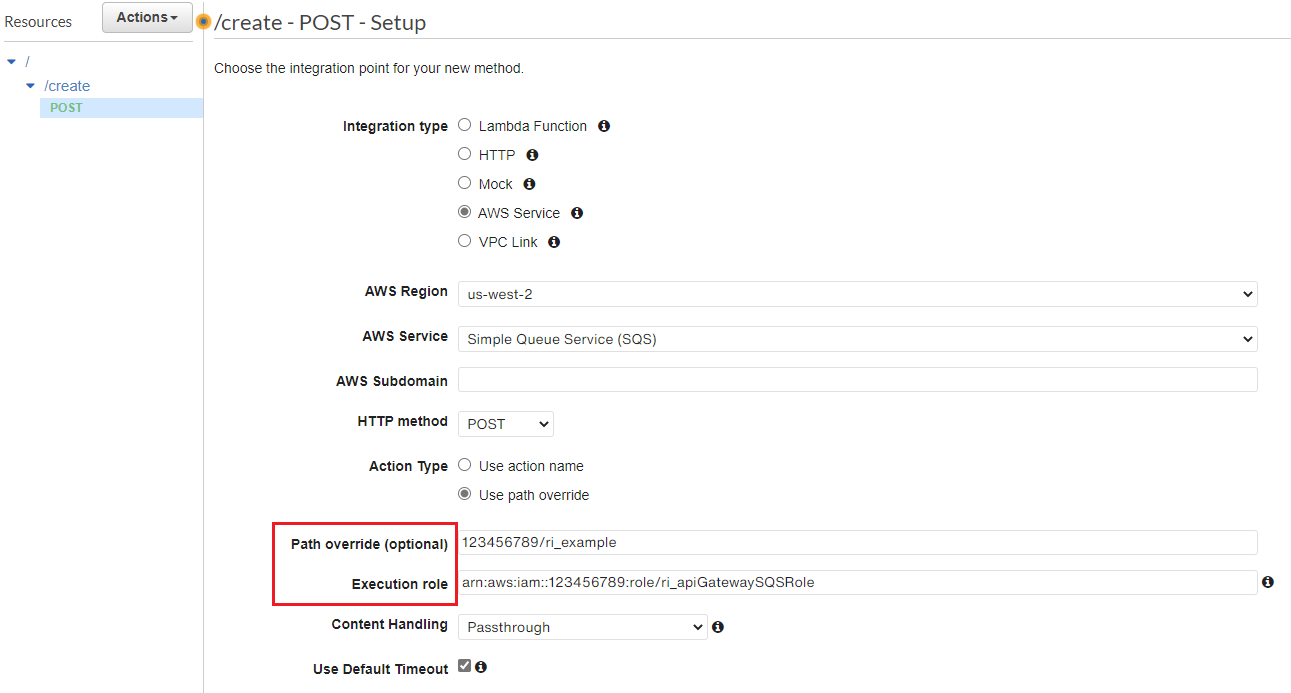 Resources
Actions
/create - POST - Setup
/
/create
POST
Choose the integration point for your new method.
Integration type
Lambda Function
HTTP
Mock
AWS Service
VPC Link
AWS Region
us-west-2
AWS Service
Simple Queue Service (SQS)
AWS Subdomain
HTTP method
POST
Action Type
Use action name
Use path override
Path override (optional)
123456789/ri_example
Execution role
arn:aws:iam::123456789:role/ri_apiGatewaySQSRole
Content Handling
Passthrough
Use Default Timeout